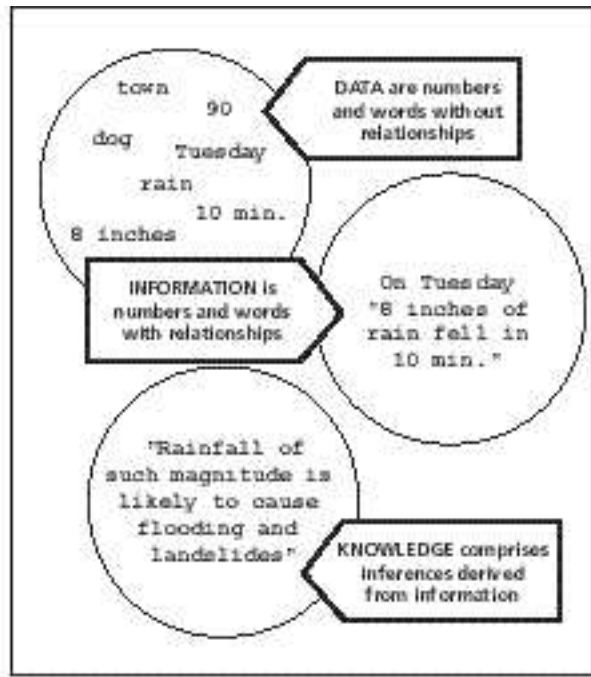 town
90
dog
Tuesday
rain
10 min.
8 inches
DATA are numbers
and words without
relationships
INFORMATION is
numbers and words
with relationships
On Tuesday
"8 inches of
rain fell in
10 min."
"Rainfall of
such magnitude is
likely to cause
flooding and
landslides"
KNOWLEDGE comprises
inferences derived
from information